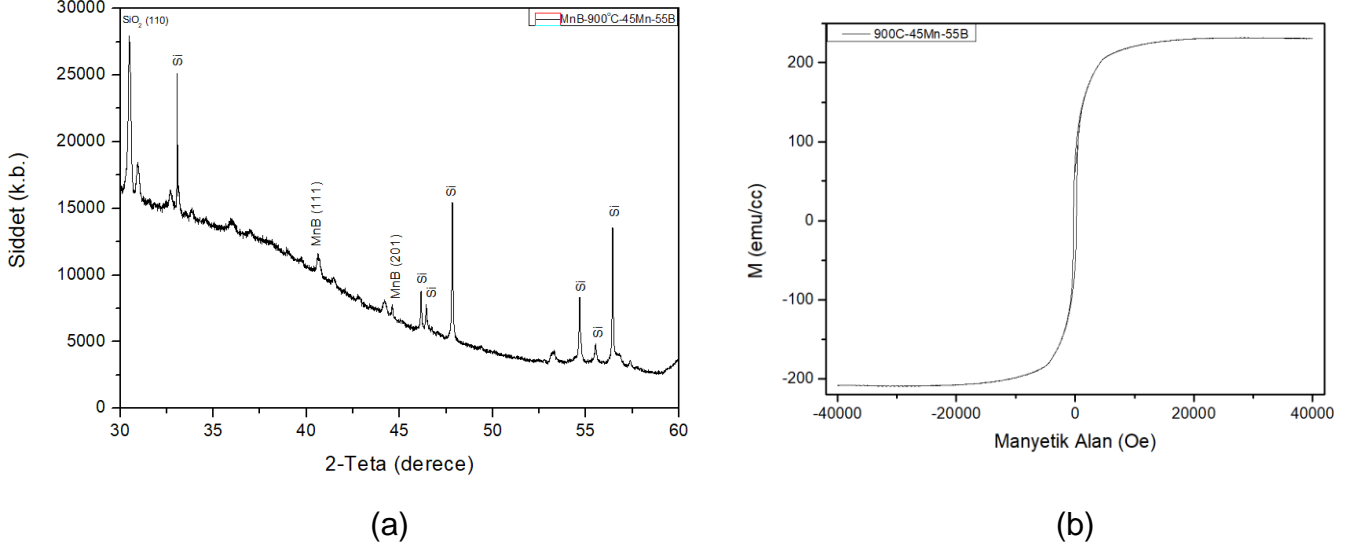 30000
25000
20000
15000
10000
5000
0
Siddet (k.b.)
SiO2 (110)
MnB-900°C-45Mn-55B
Si
MnB (111)
MnB (201)
Si
Si
Si
Si
Si
Si
30 35 40 45 50 55 60
2-Teta (derece)
(a)
900C-45Mn-55B
200
100
0
-100
-200
M (emu/cc)
-40000 -20000 0 20000 40000
Manyetik Alan (Oe)
(b)